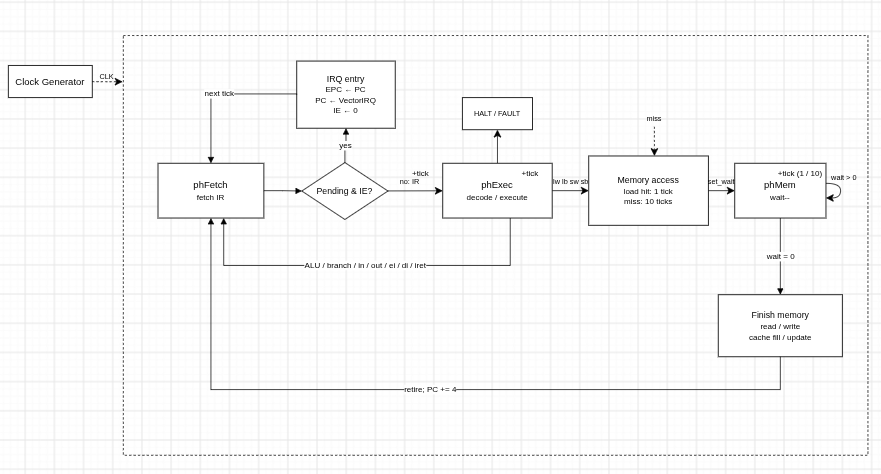 Clock Generator
CLK
IRQ entry
EPC ← PC
PC ← VectorIRQ
IE ← 0
next tick
yes
HALT / FAULT
miss
phFetch
fetch IR
Pending & IE?
+tick
no: IR
+tick
phExec
decode / execute
lw lb sw sb
Memory access
load hit: 1 tick
miss: 10 ticks
set_wait
+tick (1 / 10)
phMem
wait--
wait > 0
wait = 0
ALU / branch / in / out / ei / di / iret
Finish memory
read / write
cache fill / update
retire; PC += 4